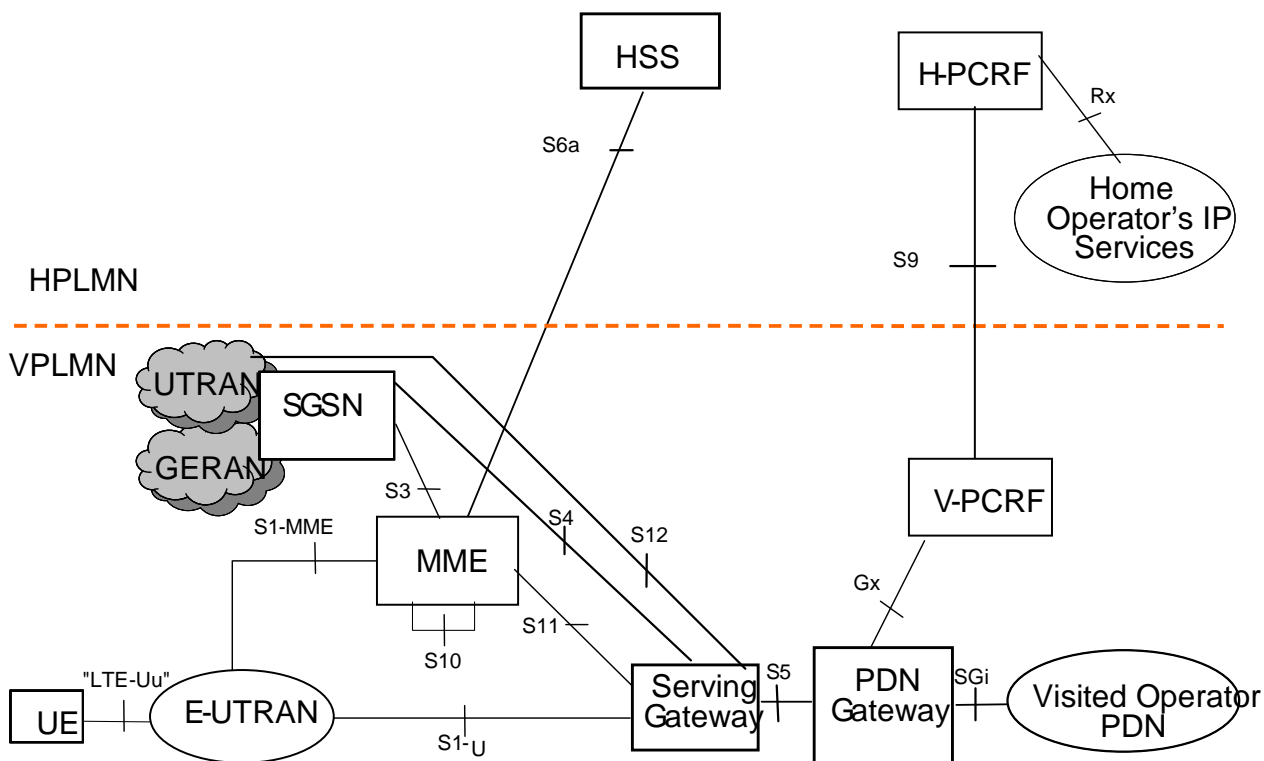 HSS
H-PCRF
Rx
S6a
Home
Operator's IP
Services
S9
HPLMN
VPLMN
UTRAN
SGSN
GERAN
S3
S4
S12
V-PCRF
S1-MME
MME
Gx
S11
S10
"LTE-Uu"
S5
SGi
UE
E-UTRAN
Serving
Gateway
PDN
Gateway
Visited Operator
PDN
S1-U